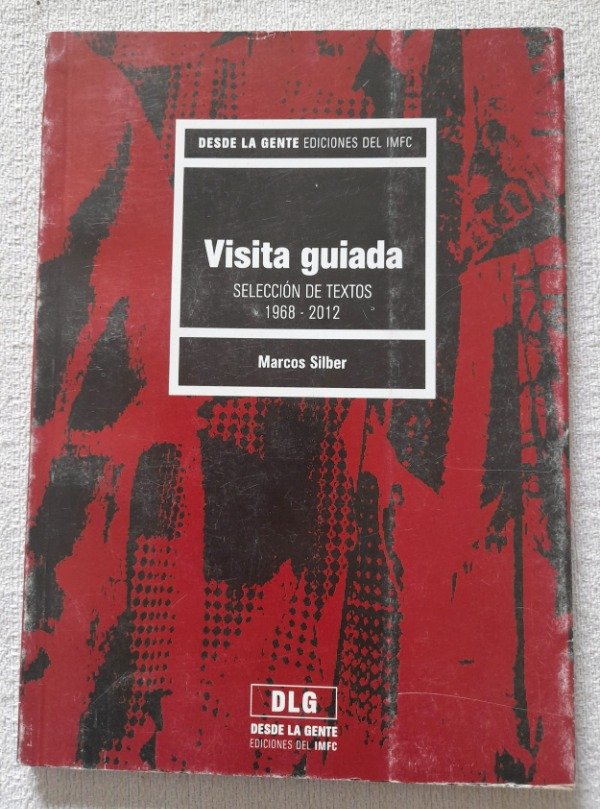 DESDE LA GENTE EDICIONES DEL IMFC
Visita guiada
SELECCIÓN DE TEXTOS
1968 - 2012
Marcos Silber
DLG
DESDE LA GENTE
EDICIONES DEL IMFC